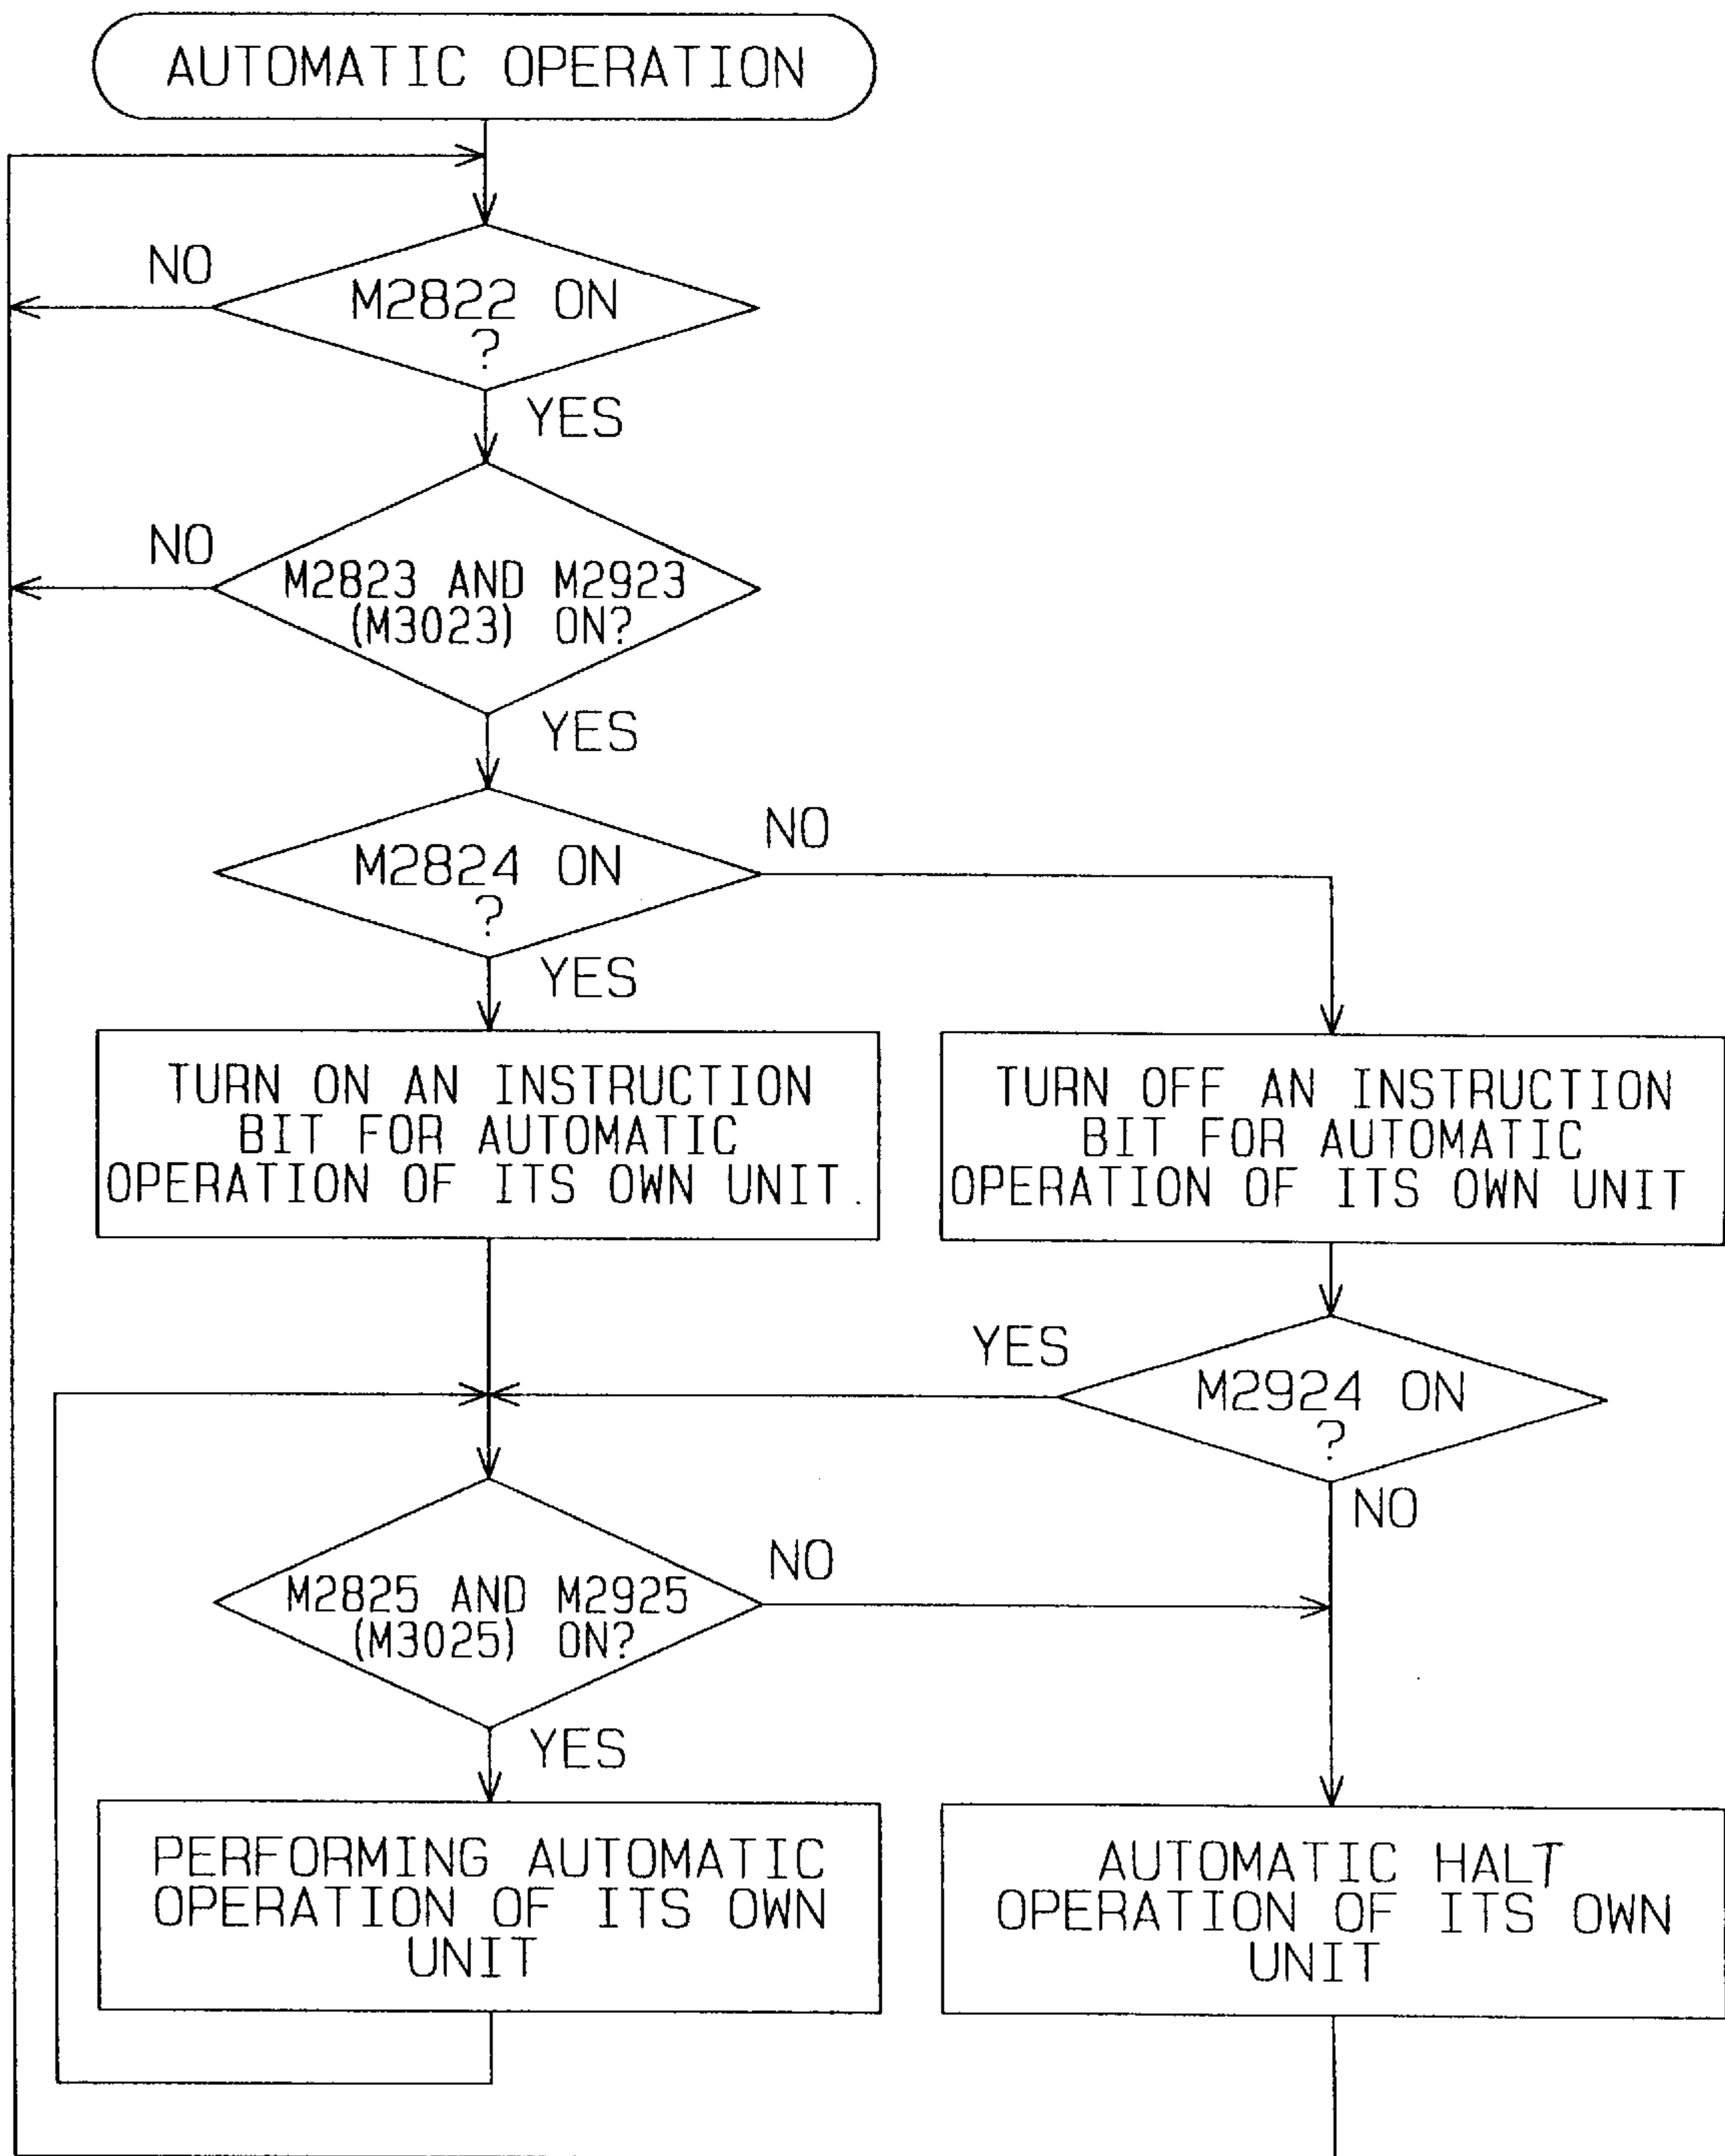 AUTOMATIC OPERATION
NO
M2822 ON
?
YES
NO
M2823 AND M2923
(M3023) ON?
YES
M2824 ON
?
NO
YES
TURN ON AN INSTRUCTION
BIT FOR AUTOMATIC
OPERATION OF ITS OWN UNIT.
TURN OFF AN INSTRUCTION
BIT FOR AUTOMATIC
OPERATION OF ITS OWN UNIT
YES
M2924 ON
?
NO
M2825 AND M2925
(M3025) ON?
NO
YES
PERFORMING AUTOMATIC
OPERATION OF ITS OWN
UNIT
AUTOMATIC HALT
OPERATION OF ITS OWN
UNIT